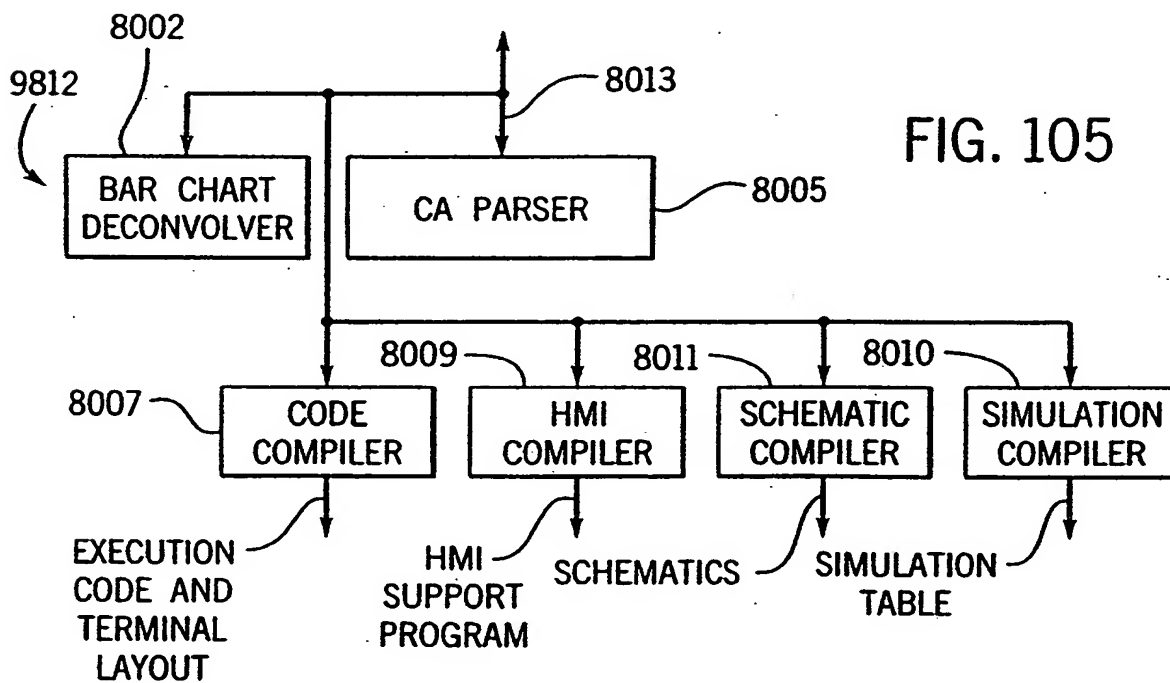 8002
9812
8013
FIG. 105
BAR CHART
DECONVOLVER
CA PARSER
8005
8007
CODE
COMPILER
8009
HMI
COMPILER
8011
SCHEMATIC
COMPILER
8010
SIMULATION
COMPILER
EXECUTION
CODE AND
TERMINAL
LAYOUT
HMI
SUPPORT
PROGRAM
SCHEMATICS
SIMULATION
TABLE